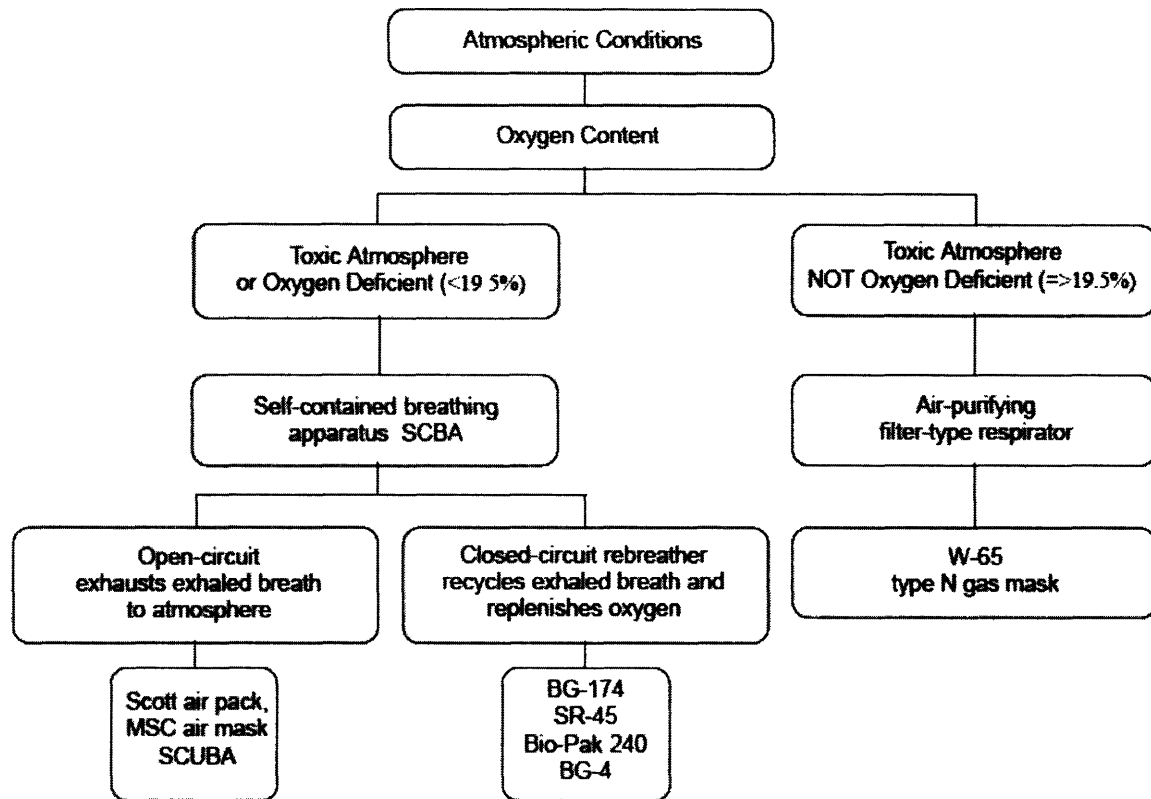 Atmospheric Conditions
Oxygen Content
Toxic Atmosphere
or Oxygen Deficient (<19 5%)
Toxic Atmosphere
NOT Oxygen Deficient (=>19.5%)
Self-contained breathing
apparatus SCBA
Air-purifying
filter-type respirator
Open-circuit
exhausts exhaled breath
to atmosphere
Closed-circuit rebreather
recycles exhaled breath and
replenishes oxygen
W-65
type N gas mask
Scott air pack,
MSC air mask
SCUBA
BG-174
SR-45
Bio-Pak 240
BG-4